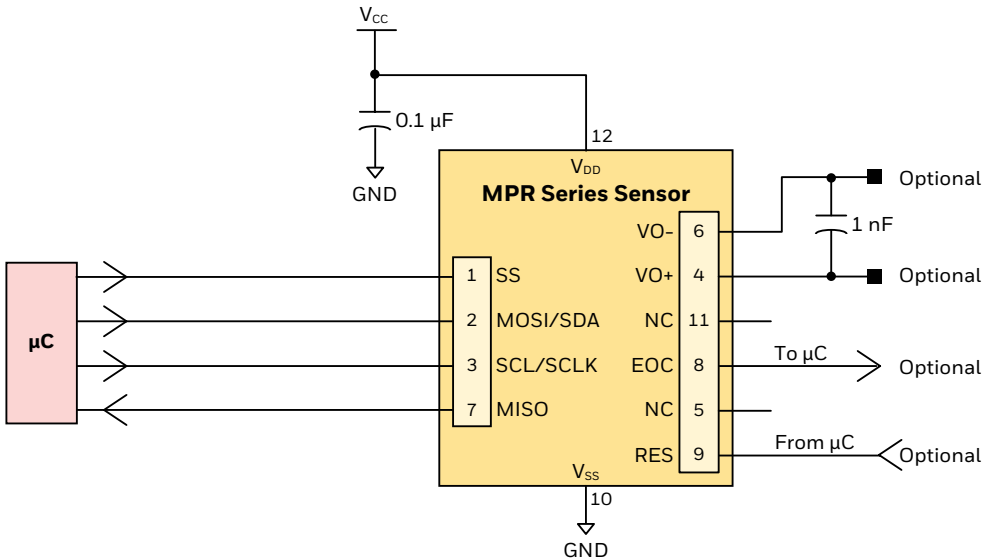 VCC
0.1 µF
GND
12
VDD
MPR Series Sensor
µC
1 SS
2 MOSI/SDA
3 SCL/SCLK
7 MISO
VO- 6
VO+ 4
NC 11
EOC 8
NC 5
RES 9
1 nF
Optional
Optional
To µC
Optional
From µC
Optional
VSS
10
GND